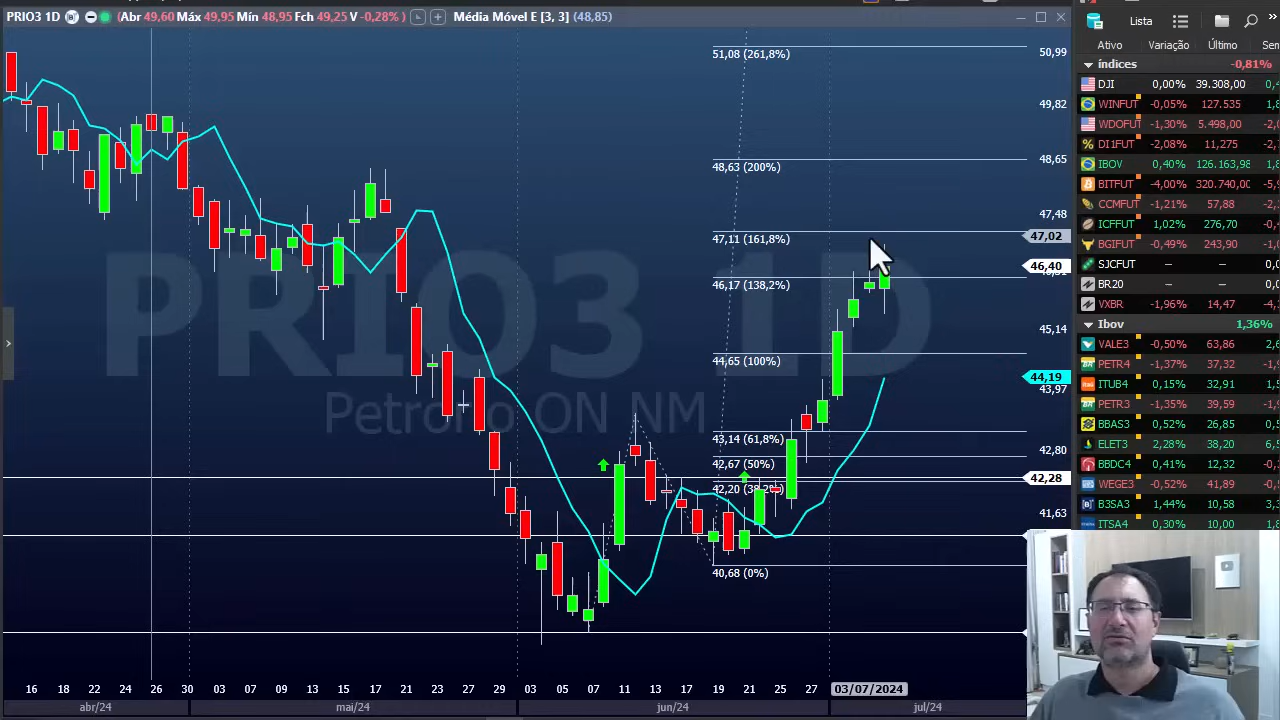 PRIO3 1D (Abr 49,60 Máx 49,95 Mín 48,95 Fch 49,25 V -0,28% ) Média Móvel E [3, 3] (48,85)
51,08 (261,8%)
48,63 (200%)
47,11 (161,8%)
46,17 (138,2%)
44,65 (100%)
43,14 (61,8%)
42,67 (50%)
42,20 (38,2%)
40,68 (0%)
PRIO3 1D
Petrorio ON NM
50,99
49,82
48,65
47,48
47,02
46,40
45,14
44,19
43,97
42,80
42,28
41,63
16 18 22 24 26 30 03 07 09 13 15 17 21 23 27 29 03 05 07 11 13 17 19 21 25 27 03/07/2024
abr/24 mai/24 jun/24 jul/24
Lista
Ativo Variação Último
índices -0,81%
DJI 0,00% 39.308,00
WINFUT -0,05% 127.535
WDOFUT -1,30% 5.498,00
DI1FUT -2,08% 11,275
IBOV 0,40% 126.163,98
BITFUT -4,00% 320.740,00
CCMFUT -1,21% 57,88
ICFFUT 1,02% 276,70
BGIFUT -0,49% 243,90
SJCFUT – –
BR20 – –
VXBR -1,96% 14,47
Ibov 1,36%
VALE3 -0,50% 63,86
PETR4 -1,37% 37,32
ITUB4 0,15% 32,91
PETR3 -1,35% 39,59
BBAS3 0,52% 26,85
ELET3 2,28% 38,20
BBDC4 0,41% 12,32
WEGE3 -0,52% 41,89
B3SA3 1,44% 10,58
ITSA4 0,30% 10,00